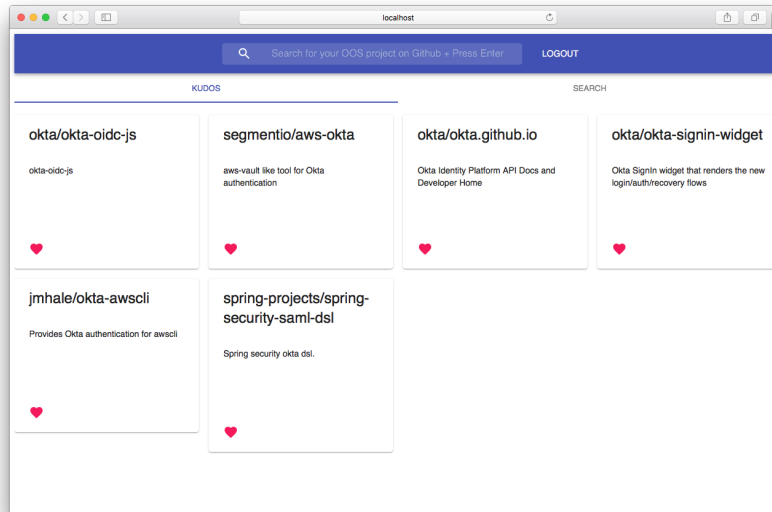 localhost
Search for your OOS project on Github + Press Enter
LOGOUT
KUDOS
SEARCH
okta/okta-oidc-js
okta-oidc-js
segmentio/aws-okta
aws-vault like tool for Okta
authentication
okta/okta.github.io
Okta Identity Platform API Docs and
Developer Home
okta/okta-signin-widget
Okta SignIn widget that renders the new
login/auth/recovery flows
jmhale/okta-awscli
Provides Okta authentication for awscli
spring-projects/spring-
security-saml-dsl
Spring security okta dsl.